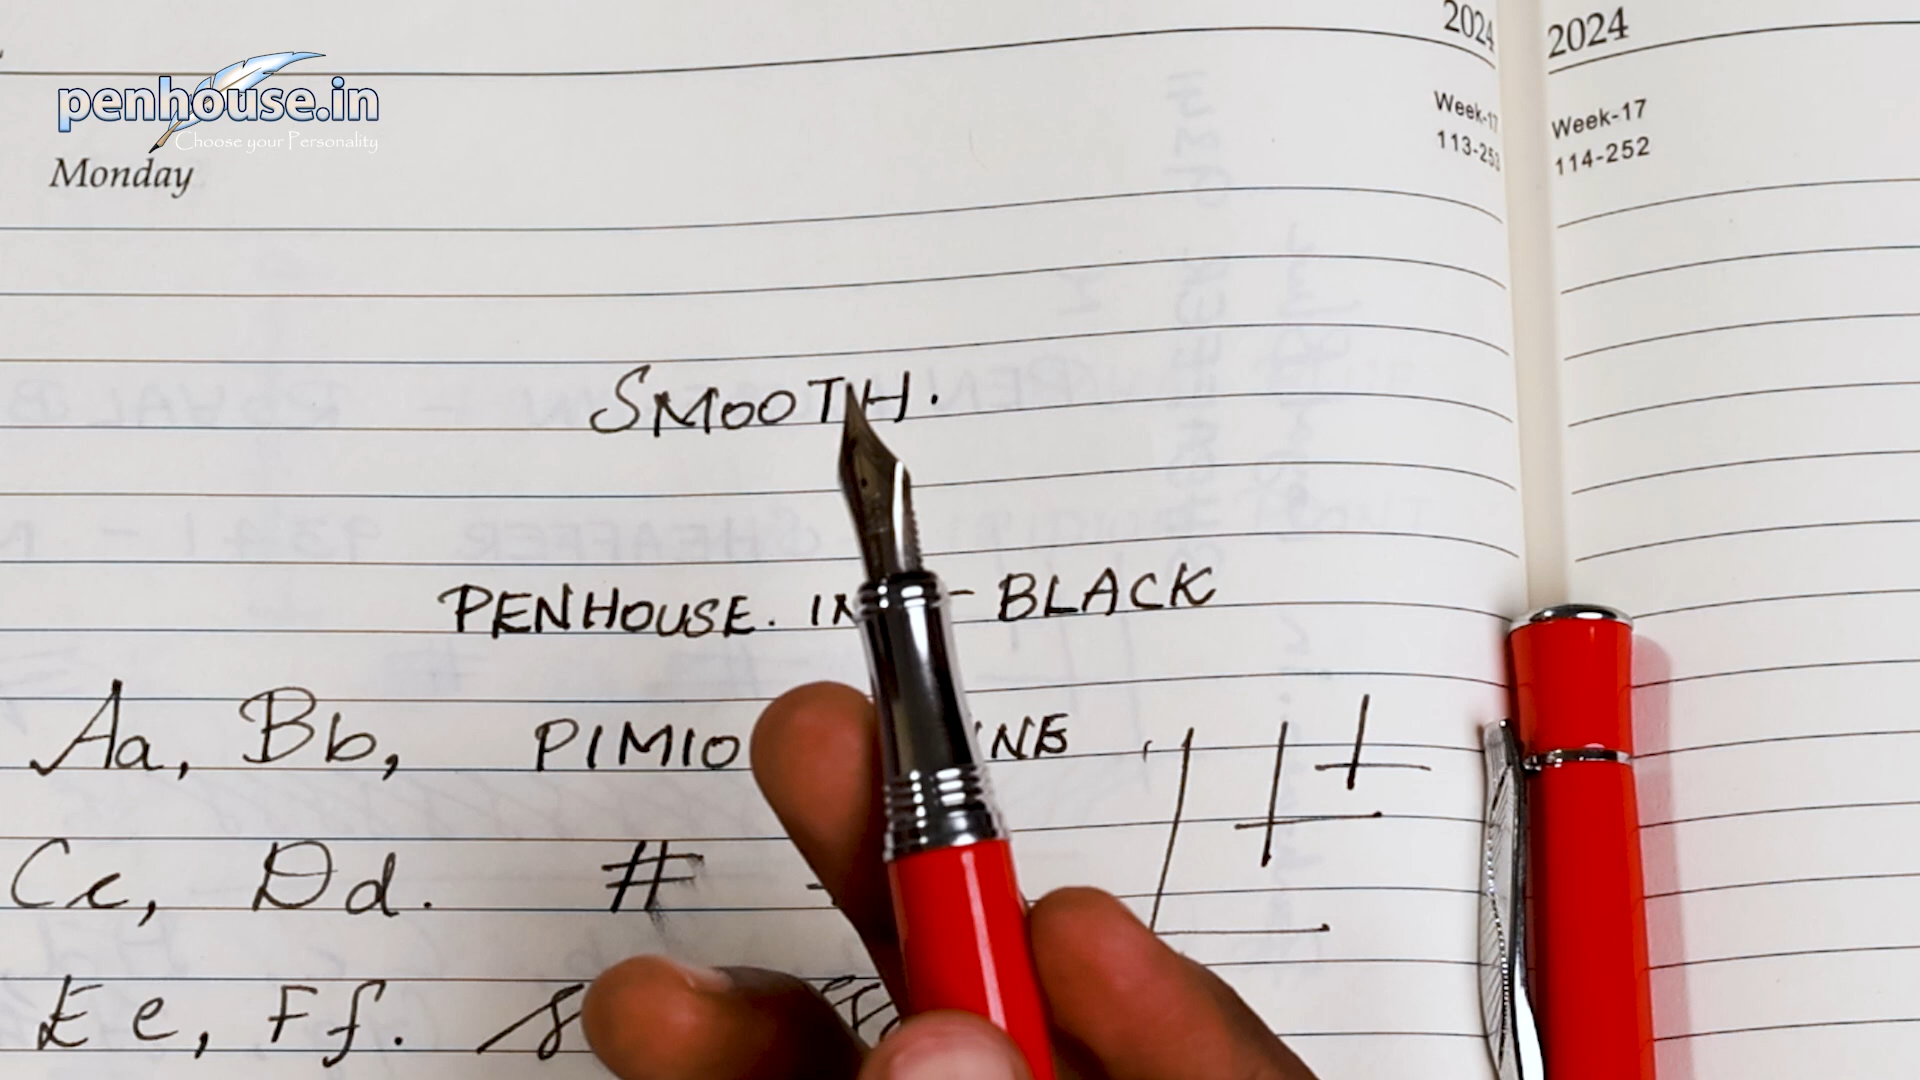 2024
2024
penhouse.in
Choose your Personality
Week-17
113-253
Week-17
114-252
Monday
SMOOTH.
PENHOUSE. IN - BLACK
Aa, Bb, PIMIO
Cc, Dd. #
Ee, Ff.